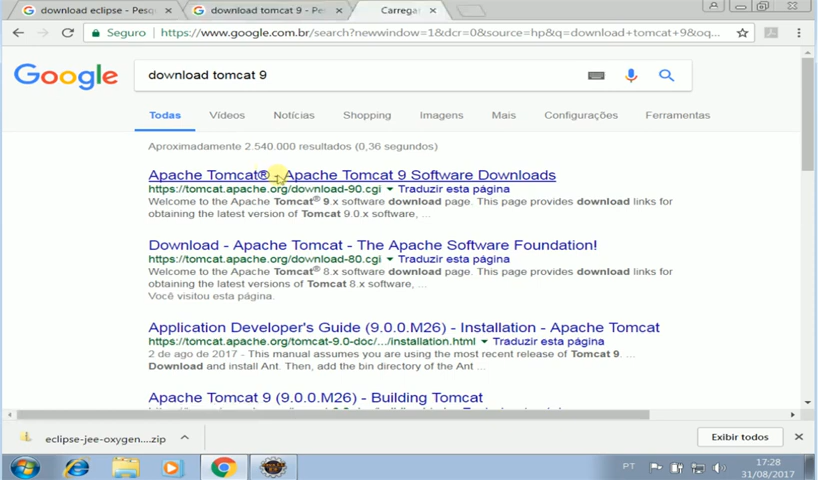 download eclipse - Pesq
download tomcat 9 - Pe
Carrega
Seguro
https://www.google.com.br/search?newwindow=1&dcr=0&source=hp&q=download+tomcat+9&oq...
Google
download tomcat 9
Todas Vídeos Notícias Shopping Imagens Mais Configurações Ferramentas
Aproximadamente 2.540.000 resultados (0,36 segundos)
Apache Tomcat® - Apache Tomcat 9 Software Downloads
https://tomcat.apache.org/download-90.cgi ▼ Traduzir esta página
Welcome to the Apache Tomcat® 9.x software download page. This page provides download links for
obtaining the latest version of Tomcat 9.0.x software, ...
Download - Apache Tomcat - The Apache Software Foundation!
https://tomcat.apache.org/download-80.cgi ▼ Traduzir esta página
Welcome to the Apache Tomcat® 8.x software download page. This page provides download links for
obtaining the latest versions of Tomcat 8.x software, ...
Você visitou esta página.
Application Developer's Guide (9.0.0.M26) - Installation - Apache Tomcat
https://tomcat.apache.org/tomcat-9.0-doc/.../installation.html ▼ Traduzir esta página
2 de ago de 2017 - This manual assumes you are using the most recent release of Tomcat 9. ...
Download and install Ant. Then, add the bin directory of the Ant ...
Apache Tomcat 9 (9.0.0.M26) - Building Tomcat
eclipse-jee-oxygen....zip
Exibir todos
PT
17:28
31/08/2017